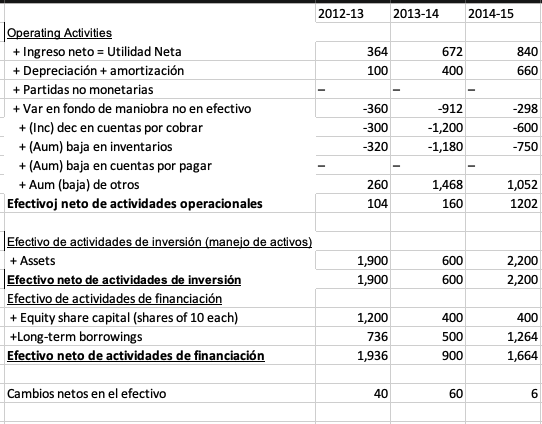 2012-13 2013-14 2014-15
Operating Activities
+ Ingreso neto = Utilidad Neta 364 672 840
+ Depreciación + amortización 100 400 660
+ Partidas no monetarias – – –
+ Var en fondo de maniobra no en efectivo -360 -912 -298
+ (Inc) dec en cuentas por cobrar -300 -1,200 -600
+ (Aum) baja en inventarios -320 -1,180 -750
+ (Aum) baja en cuentas por pagar – – –
+ Aum (baja) de otros 260 1,468 1,052
Efectivoj neto de actividades operacionales 104 160 1202
Efectivo de actividades de inversión (manejo de activos)
+ Assets 1,900 600 2,200
Efectivo neto de actividades de inversión 1,900 600 2,200
Efectivo de actividades de financiación
+ Equity share capital (shares of 10 each) 1,200 400 400
+Long-term borrowings 736 500 1,264
Efectivo neto de actividades de financiación 1,936 900 1,664
Cambios netos en el efectivo 40 60 6